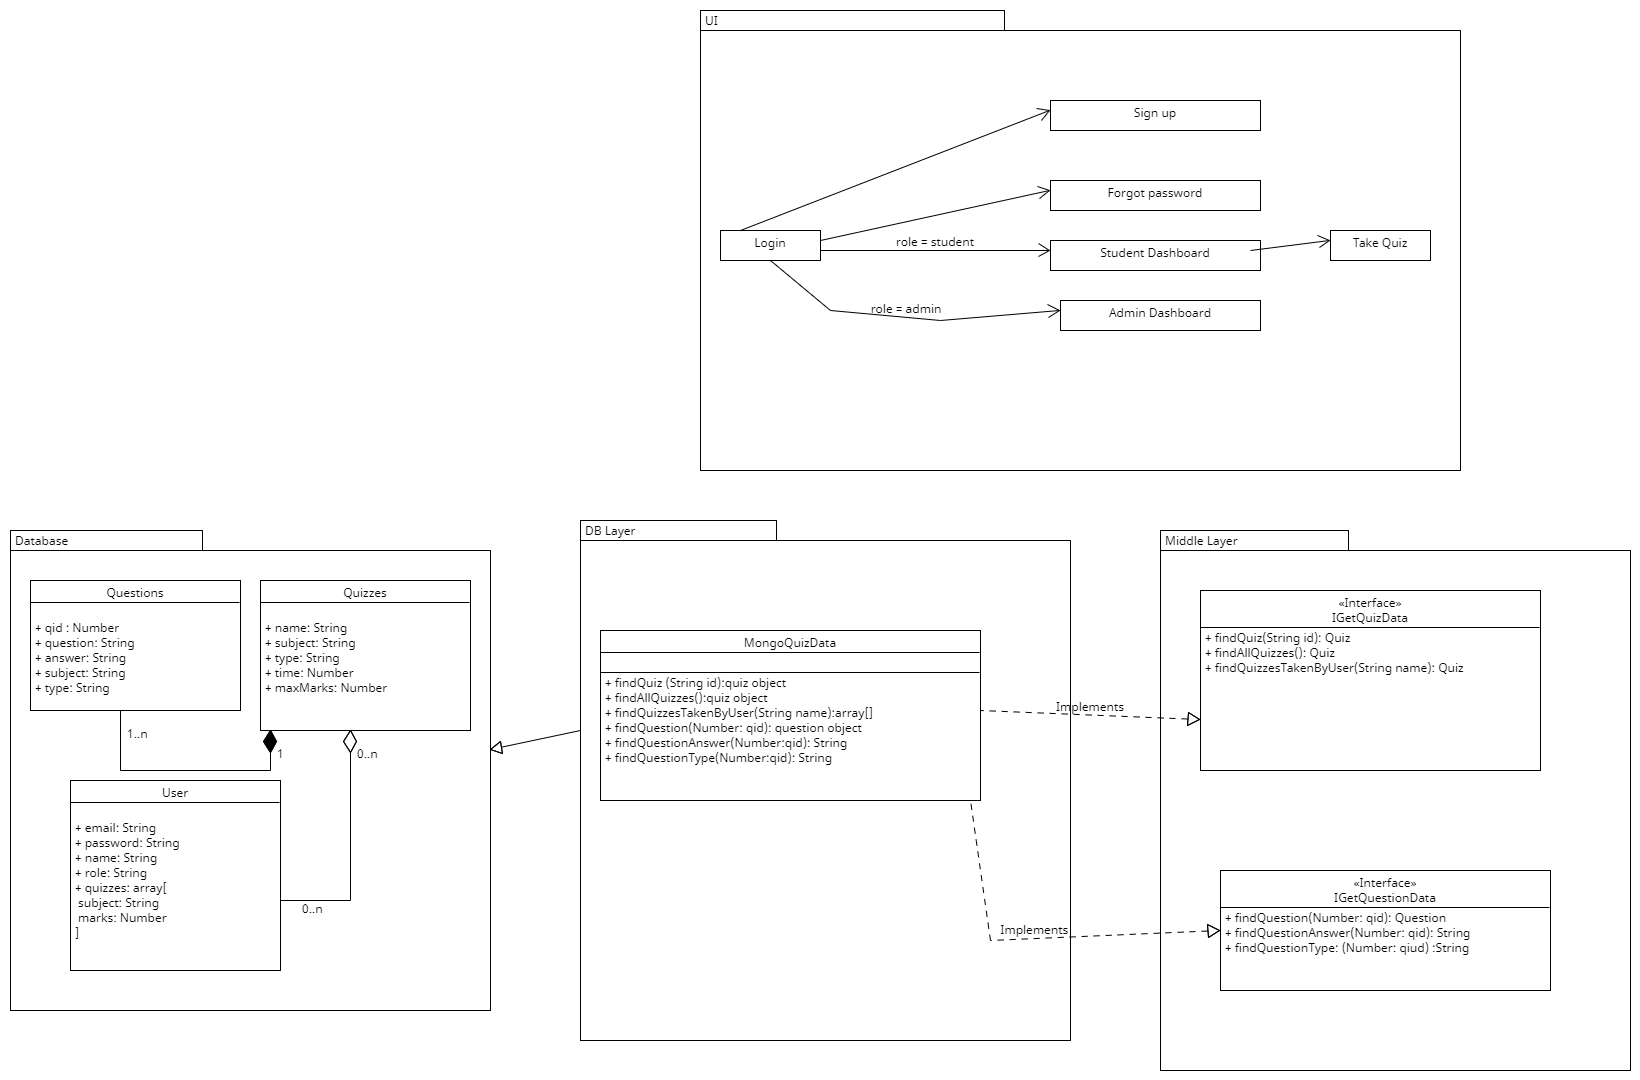 UI
Sign up
Forgot password
Login
role = student
Student Dashboard
Take Quiz
role = admin
Admin Dashboard
Database
Questions
+ qid : Number
+ question: String
+ answer: String
+ subject: String
+ type: String
Quizzes
+ name: String
+ subject: String
+ type: String
+ time: Number
+ maxMarks: Number
1..n
1
0..n
User
+ email: String
+ password: String
+ name: String
+ role: String
+ quizzes: array[
subject: String
marks: Number
]
0..n
DB Layer
MongoQuizData
+ findQuiz (String id):quiz object
+ findAllQuizzes():quiz object
+ findQuizzesTakenByUser(String name):array[]
+ findQuestion(Number: qid): question object
+ findQuestionAnswer(Number:qid): String
+ findQuestionType(Number:qid): String
Implements
Implements
Middle Layer
«Interface»
IGetQuizData
+ findQuiz(String id): Quiz
+ findAllQuizzes(): Quiz
+ findQuizzesTakenByUser(String name): Quiz
«Interface»
IGetQuestionData
+ findQuestion(Number: qid): Question
+ findQuestionAnswer(Number: qid): String
+ findQuestionType: (Number: qiud) :String